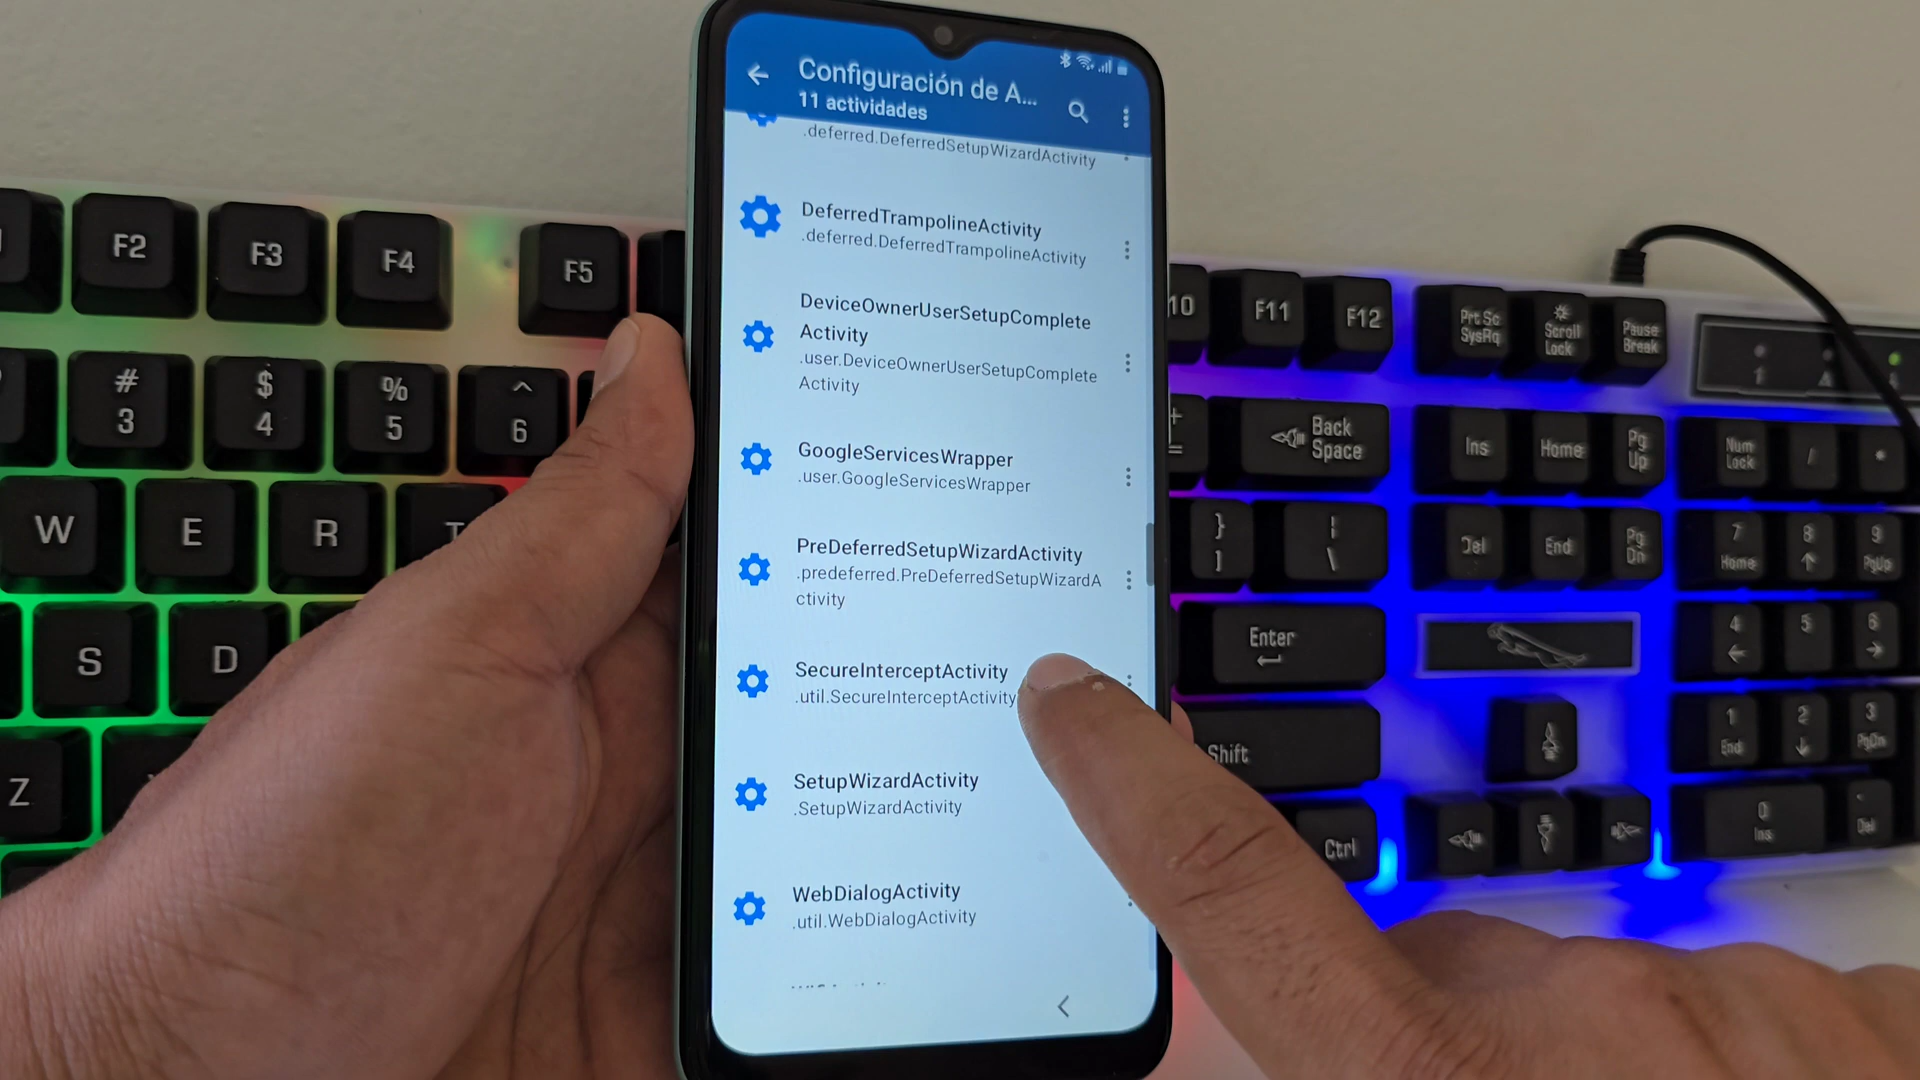 Configuración de A...
11 actividades
.deferred.DeferredSetupWizardActivity
DeferredTrampolineActivity
.deferred.DeferredTrampolineActivity
DeviceOwnerUserSetupComplete
Activity
.user.DeviceOwnerUserSetupComplete
Activity
GoogleServicesWrapper
.user.GoogleServicesWrapper
PreDeferredSetupWizardActivity
.predeferred.PreDeferredSetupWizardA
ctivity
SecureInterceptActivity
.util.SecureInterceptActivity
SetupWizardActivity
.SetupWizardActivity
WebDialogActivity
.util.WebDialogActivity
F2
F3
F4
F5
10
F11
F12
Prt Sc
SysRq
Scroll
Lock
Pause
Break
1
A
#
3
$
4
%
5
^
6
+
=
Back
Space
Ins
Home
Pg
Up
Num
Lock
/
*
W
E
R
T
}
]
¦
\
Del
End
Pg
Dn
7
Home
8
↑
9
PgUp
S
D
Enter
4
←
5
6
→
Z
Shift
1
End
2
↓
3
PgDn
Ctrl
0
Ins
.
Del